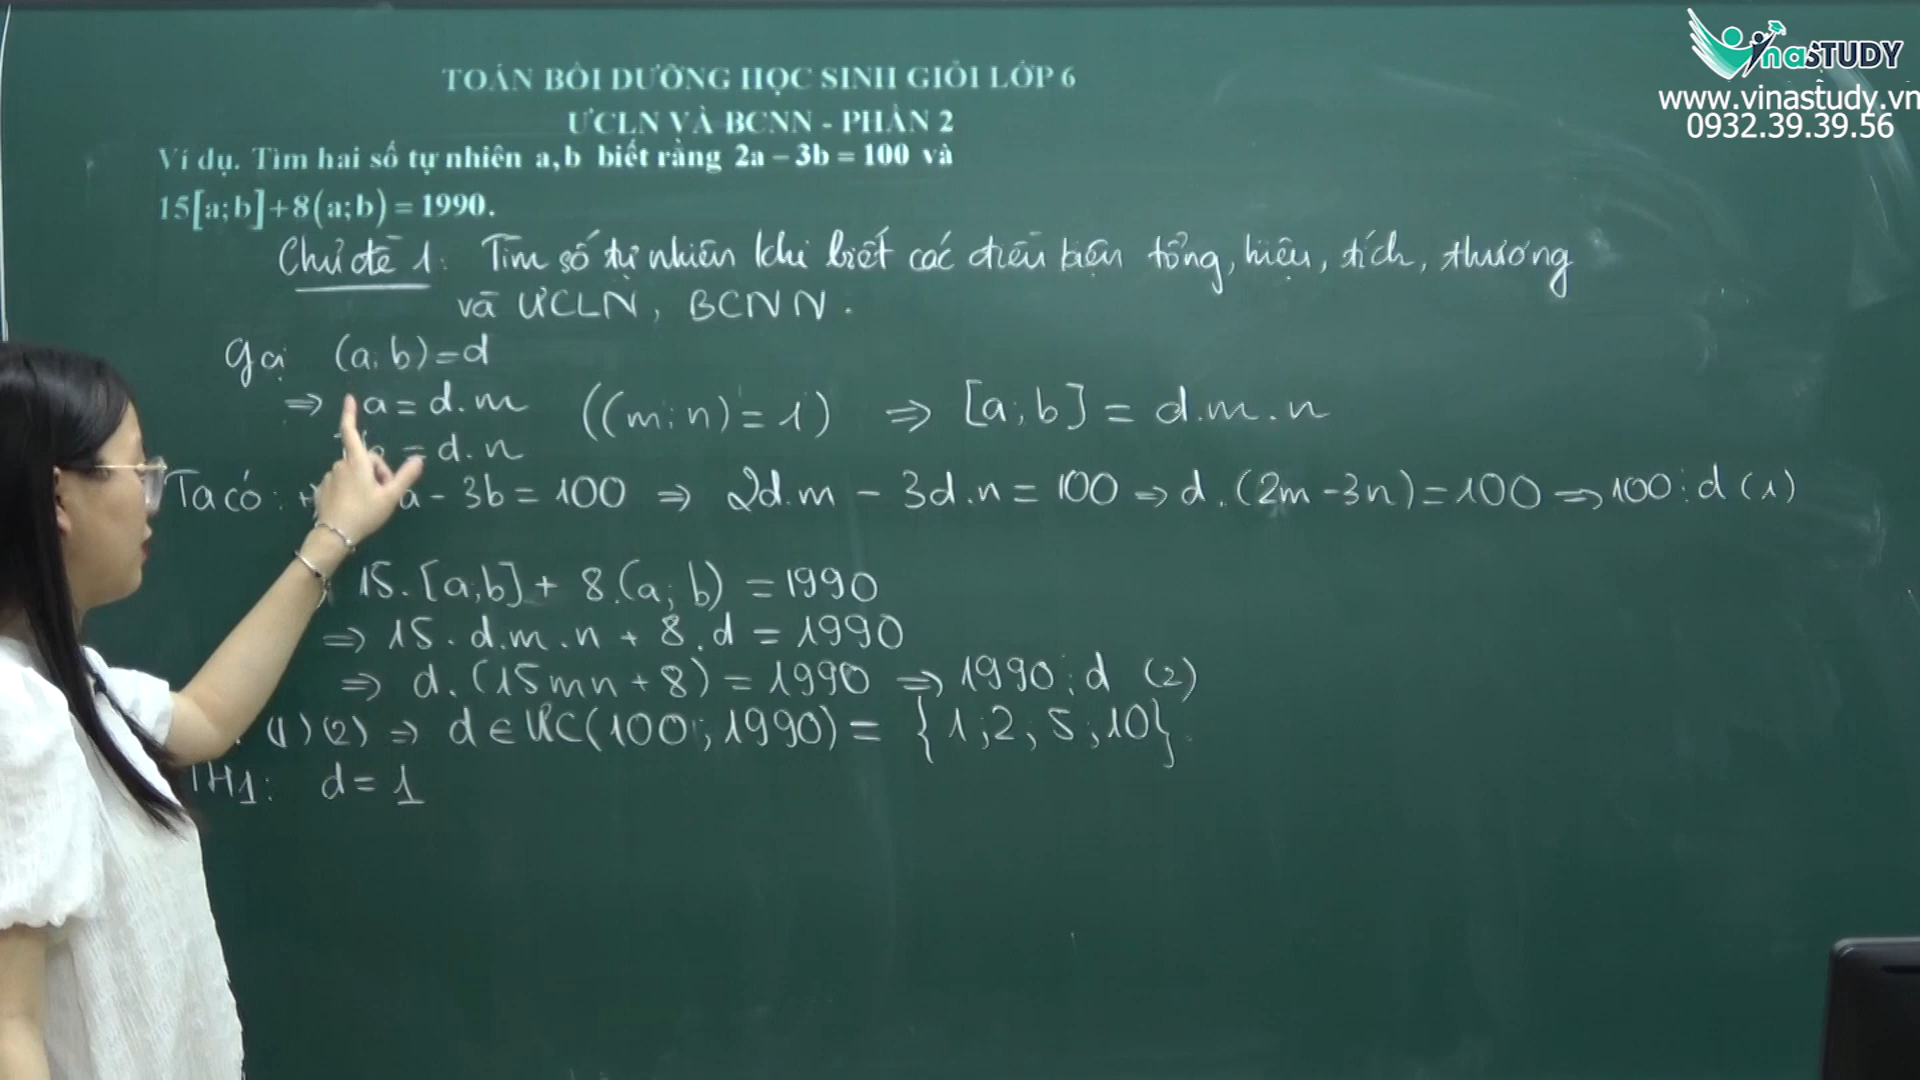 VinaSTUDY
www.vinastudy.vn
0932.39.39.56
TOÁN BỒI DƯỠNG HỌC SINH GIỎI LỚP 6
ƯCLN VÀ BCNN - PHẦN 2
Ví dụ. Tìm hai số tự nhiên a,b biết rằng 2a - 3b = 100 và
15[a;b]+8(a;b) = 1990.
Chủ đề 1: Tìm số tự nhiên khi biết các điều kiện tổng, hiệu, tích, thương
và ƯCLN, BCNN.
Gọi (a;b)=d
⇒ a = d.m ((m;n) = 1) ⇒ [a;b] = d.m.n
= d.n
Ta có: a - 3b = 100 ⇒ 2d.m - 3d.n = 100 ⇒ d.(2m-3n)=100 ⇒ 100⋮d (1)
15.[a;b] + 8.(a;b) = 1990
⇒ 15.d.m.n + 8.d = 1990
⇒ d.(15mn+8) = 1990 ⇒ 1990⋮d (2)
(1)(2) ⇒ d∈ƯC(100;1990) = {1;2;5;10}.
TH1: d = 1